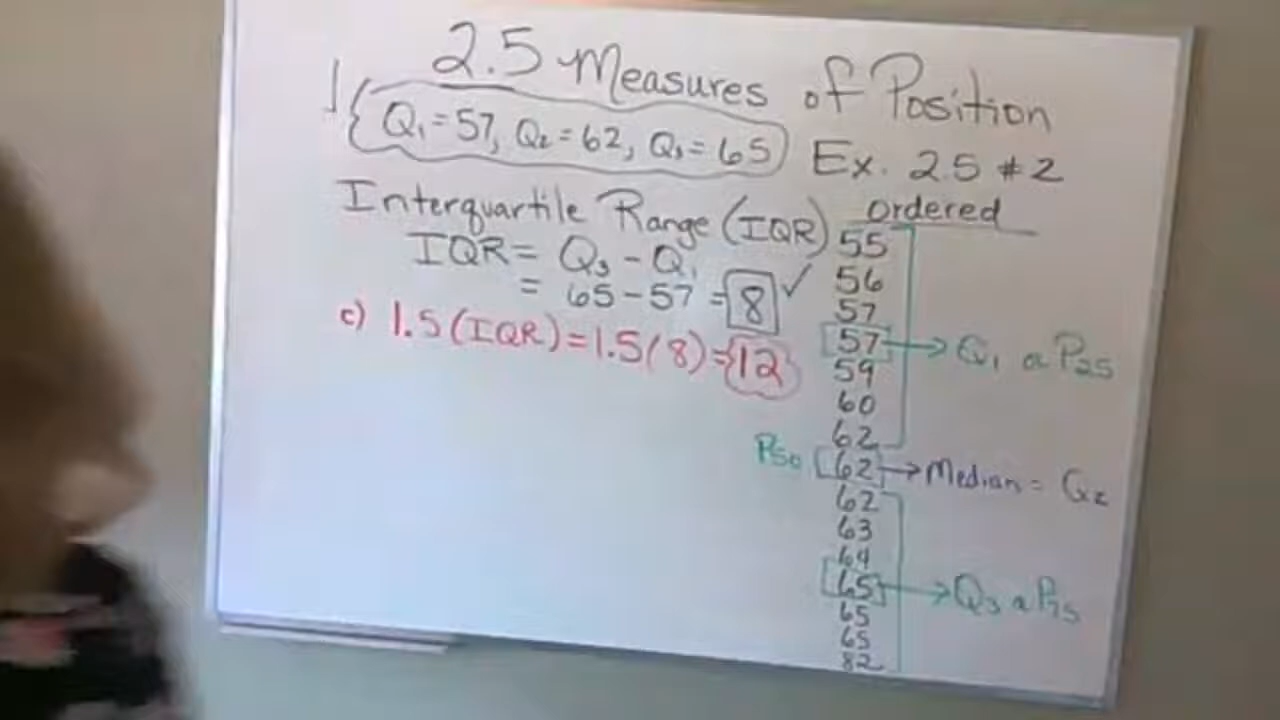 2.5 Measures of Position
Q₁ = 57, Q₂ = 62, Q₃ = 65
Ex. 2.5 #2
Interquartile Range (IQR)
IQR = Q₃ - Q₁
= 65 - 57 = 8 ✓
c) 1.5 (IQR) = 1.5 (8) = 12
ordered
55
56
57
57 → Q₁ or P₂₅
59
60
62
P₅₀ 62 → Median = Q₂
62
63
64
65 → Q₃ or P₇₅
65
65
82